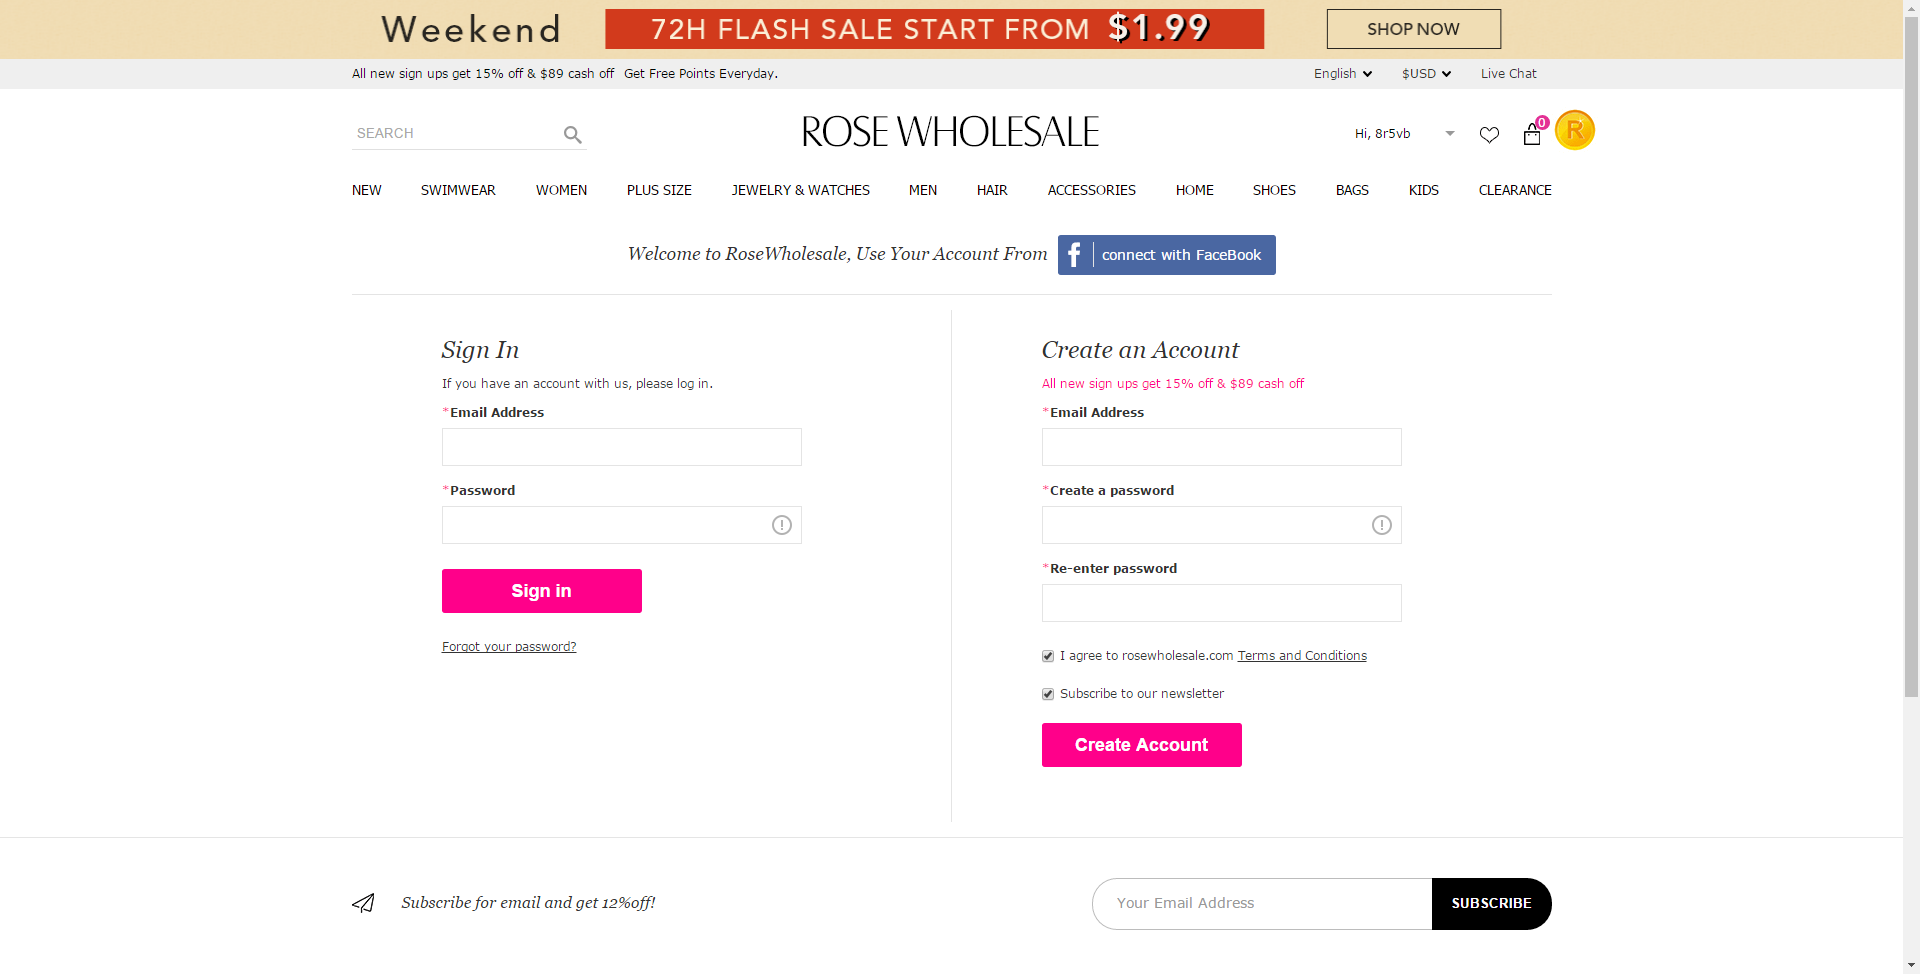 Weekend 72H FLASH SALE START FROM $1.99 SHOP NOW
All new sign ups get 15% off & $89 cash off Get Free Points Everyday. English $USD Live Chat
SEARCH ROSE WHOLESALE Hi, 8r5vb 0 R
NEW SWIMWEAR WOMEN PLUS SIZE JEWELRY & WATCHES MEN HAIR ACCESSORIES HOME SHOES BAGS KIDS CLEARANCE
Welcome to RoseWholesale, Use Your Account From f connect with FaceBook
Sign In
If you have an account with us, please log in.
*Email Address
*Password
Sign in
Forgot your password?
Create an Account
All new sign ups get 15% off & $89 cash off
*Email Address
*Create a password
*Re-enter password
I agree to rosewholesale.com Terms and Conditions
Subscribe to our newsletter
Create Account
Subscribe for email and get 12%off!
Your Email Address SUBSCRIBE